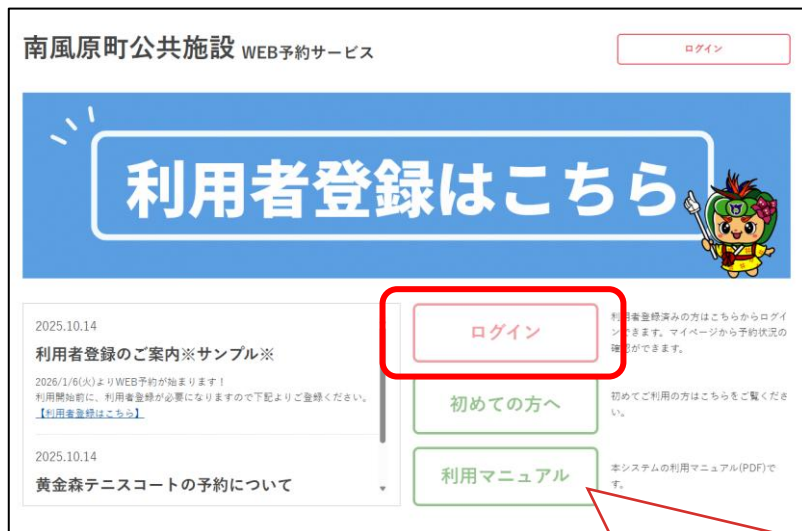 南風原町公共施設 WEB予約サービス
ログイン
利用者登録はこちら
2025.10.14
利用者登録のご案内※サンプル※
2026/1/6(火)よりWEB予約が始まります！
利用開始前に、利用者登録が必要になりますので下記よりご登録ください。
【利用者登録はこちら】
2025.10.14
黄金森テニスコートの予約について
ログイン
利用者登録済みの方はこちらからログイ
ンできます。マイページから予約状況の
確認ができます。
初めての方へ
初めてご利用の方はこちらをご覧くださ
い。
利用マニュアル
本システムの利用マニュアル(PDF)で
す。